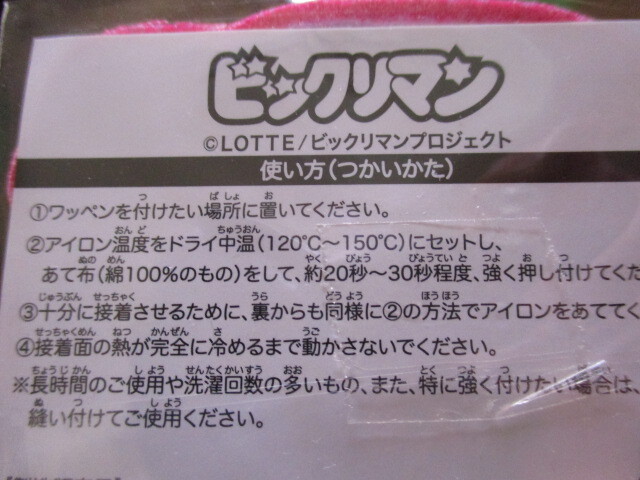 ビックリマン
©LOTTE/ビックリマンプロジェクト
使い方(つかいかた)
①ワッペンを付けたい場所に置いてください。
②アイロン温度をドライ中温(120℃~150℃)にセットし、
あて布(綿100%のもの)をして、約20秒~30秒程度、強く押し付けてくだ
③十分に接着させるために、裏からも同様に②の方法でアイロンをあててく
④接着面の熱が完全に冷めるまで動かさないでください。
※長時間のご使用や洗濯回数の多いもの、また、特に強く付けたい場合は、
縫い付けてご使用ください。